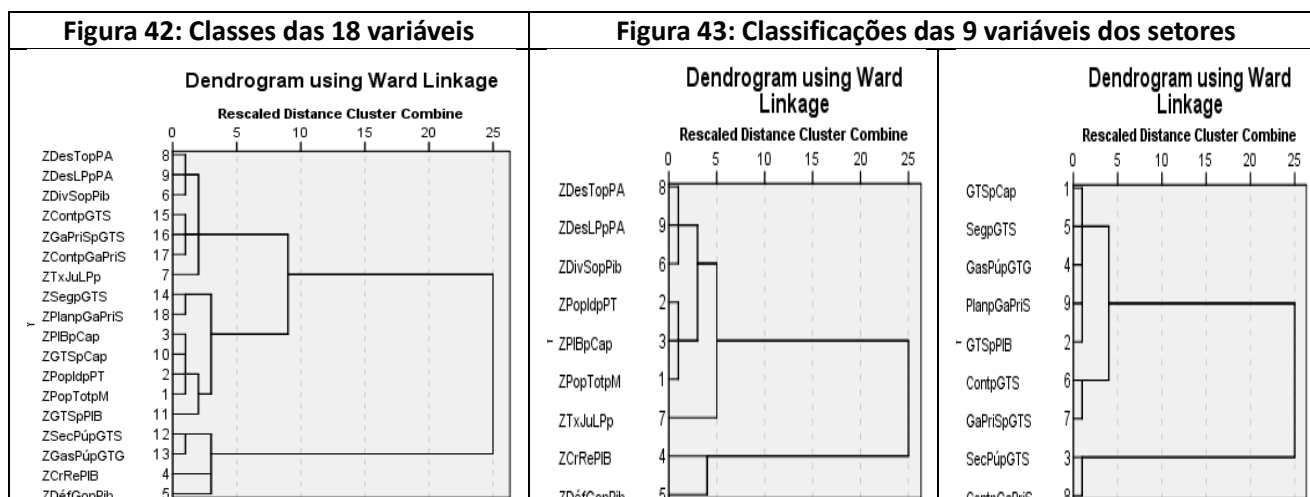 Figura 42: Classes das 18 variáveis
Figura 43: Classificações das 9 variáveis dos setores
Dendrogram using Ward Linkage
Rescaled Distance Cluster Combine
0 5 10 15 20 25
ZDesTopPA 8
ZDesLPpPA 9
ZDivSopPib 6
ZContpGTS 15
ZGaPriSpGTS 16
ZContpGaPriS 17
ZTxJuLPp 7
ZSegpGTS 14
ZPlanpGaPriS 18
Y
ZPIBpCap 3
ZGTSpCap 10
ZPopIdpPT 2
ZPopTotpM 1
ZGTSpPIB 11
ZSecPúpGTS 12
ZGasPúpGTG 13
ZCrRePIB 4
ZDéfGopPib 5
Dendrogram using Ward
Linkage
Rescaled Distance Cluster Combine
0 5 10 15 20 25
ZDesTopPA 8
ZDesLPpPA 9
ZDivSopPib 6
ZPopIdpPT 2
ZPIBpCap 3
ZPopTotpM 1
ZTxJuLPp 7
ZCrRePIB 4
ZDéfGopPib 5
Dendrogram using Ward
Linkage
Rescaled Distance Cluster Combine
0 5 10 15 20 25
GTSpCap 1
SegpGTS 5
GasPúpGTG 4
PlanpGaPriS 9
GTSpPIB 2
ContpGTS 6
GaPriSpGTS 7
SecPúpGTS 3
ContpGaPriS 8